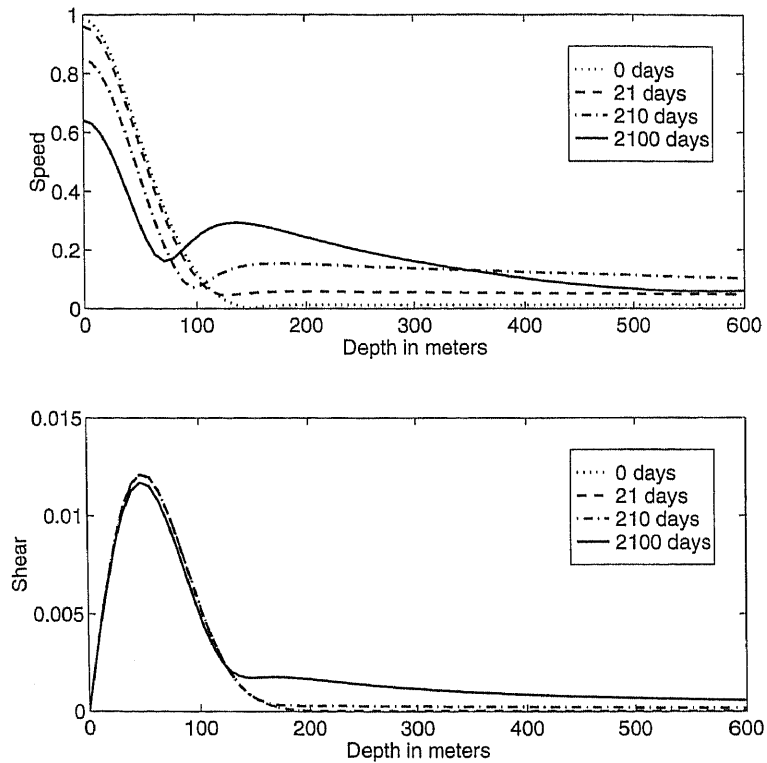 1
0.8
0.6
0.4
0.2
0
Speed
0 100 200 300 400 500 600
Depth in meters
0 days
21 days
210 days
2100 days
0.015
0.01
0.005
0
Shear
0 100 200 300 400 500 600
Depth in meters
0 days
21 days
210 days
2100 days